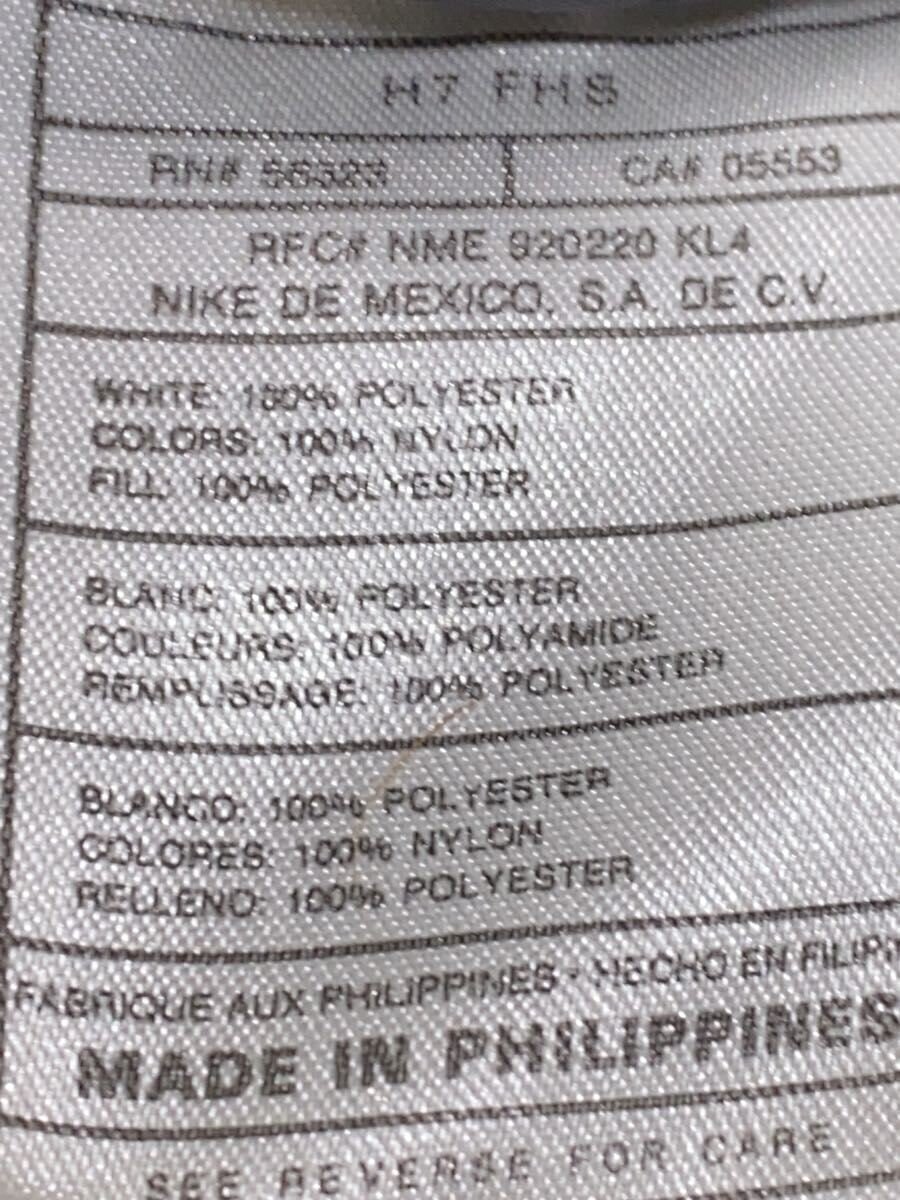 H7 FHS
RN# 56323 CA# 05553
RFC# NME 920220 KL4
NIKE DE MEXICO, S.A. DE C.V.
WHITE: 100% POLYESTER
COLORS: 100% NYLON
FILL: 100% POLYESTER
BLANC: 100% POLYESTER
COULEURS: 100% POLYAMIDE
REMPLISSAGE: 100% POLYESTER
BLANCO: 100% POLYESTER
COLORES: 100% NYLON
RELLENO: 100% POLYESTER
FABRIQUE AUX PHILIPPINES · HECHO EN FILIPIN
MADE IN PHILIPPINES
SEE REVERSE FOR CARE